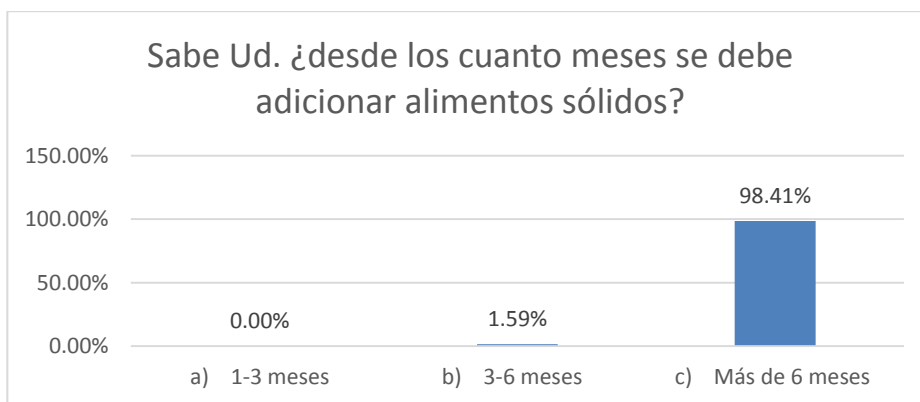 Sabe Ud. ¿desde los cuanto meses se debe
adicionar alimentos sólidos?
150.00%
100.00%
50.00%
0.00%
0.00%
1.59%
98.41%
a) 1-3 meses
b) 3-6 meses
c) Más de 6 meses